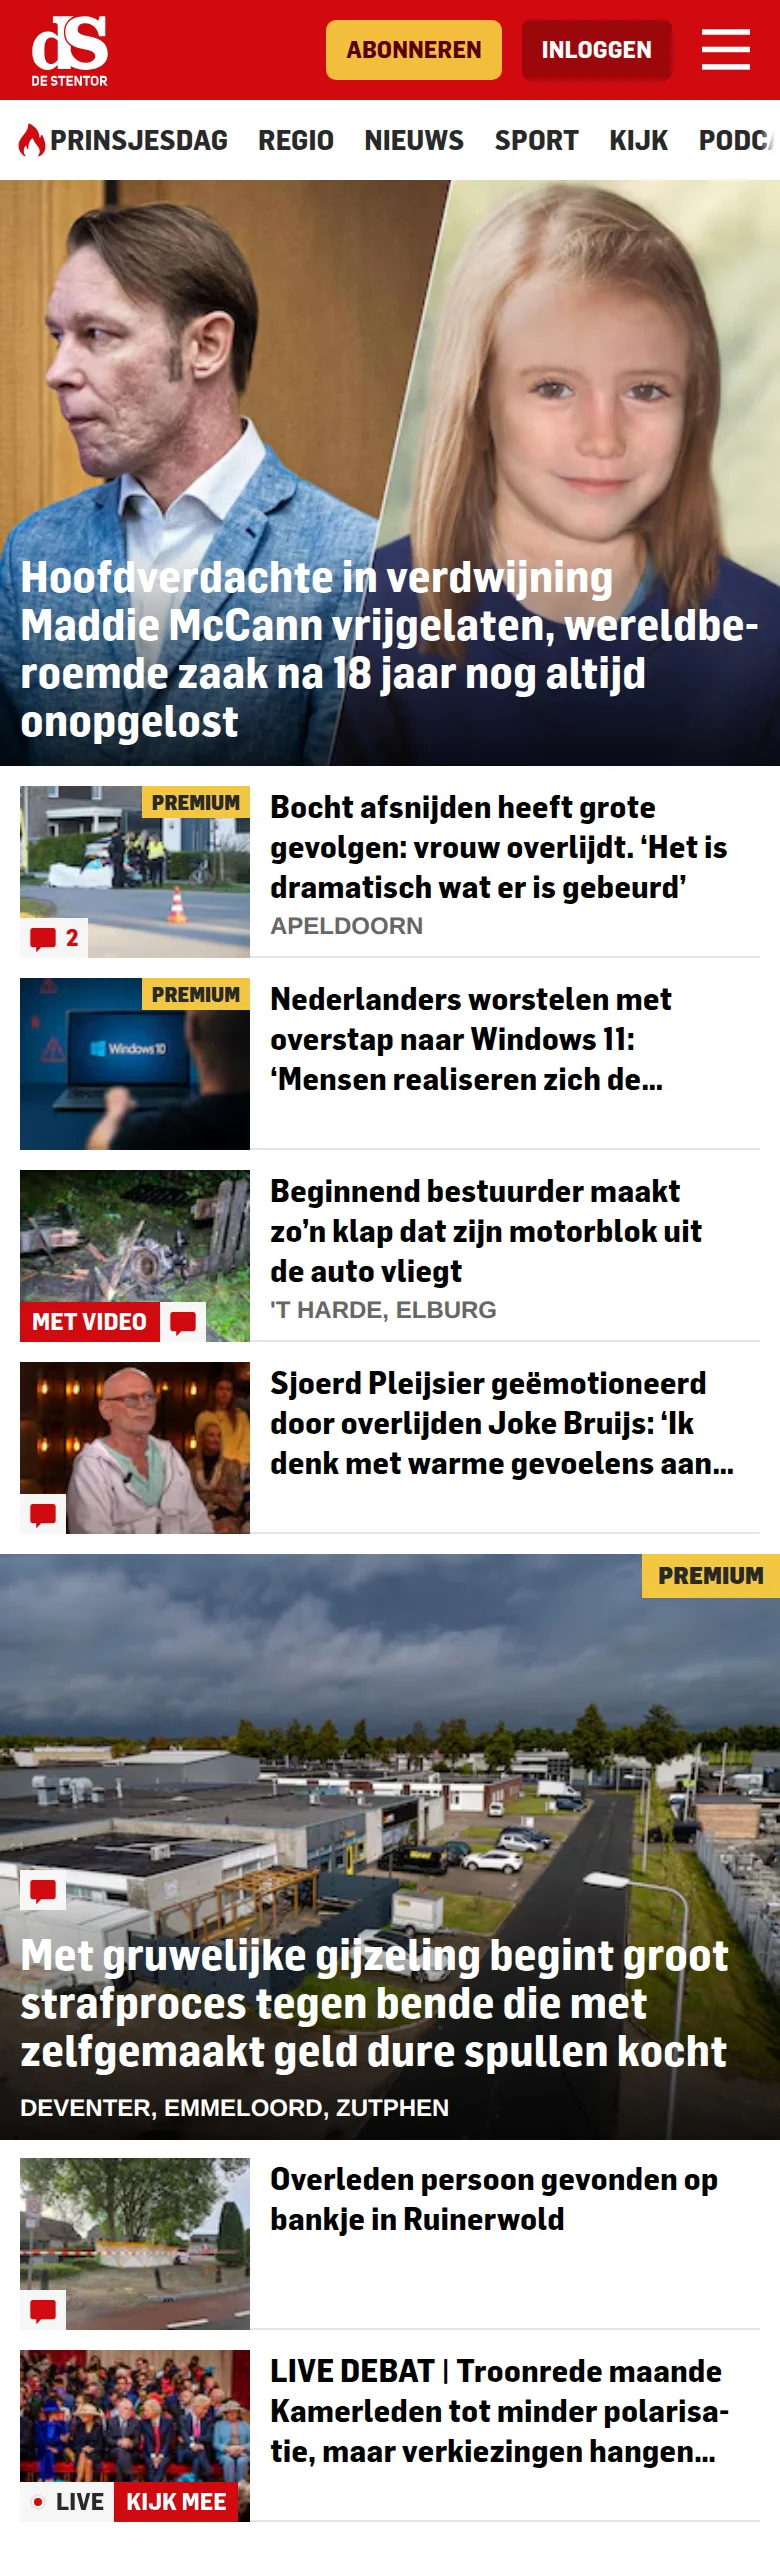 dS
DE STENTOR
ABONNEREN
INLOGGEN
PRINSJESDAG REGIO NIEUWS SPORT KIJK PODCA
Hoofdverdachte in verdwijning
Maddie McCann vrijgelaten, wereldbe-
roemde zaak na 18 jaar nog altijd
onopgelost
PREMIUM
2
Bocht afsnijden heeft grote
gevolgen: vrouw overlijdt. ‘Het is
dramatisch wat er is gebeurd’
APELDOORN
PREMIUM
Windows 10
Nederlanders worstelen met
overstap naar Windows 11:
‘Mensen realiseren zich de...
MET VIDEO
Beginnend bestuurder maakt
zo’n klap dat zijn motorblok uit
de auto vliegt
'T HARDE, ELBURG
Sjoerd Pleijsier geëmotioneerd
door overlijden Joke Bruijs: ‘Ik
denk met warme gevoelens aan...
PREMIUM
Met gruwelijke gijzeling begint groot
strafproces tegen bende die met
zelfgemaakt geld dure spullen kocht
DEVENTER, EMMELOORD, ZUTPHEN
Overleden persoon gevonden op
bankje in Ruinerwold
LIVE
KIJK MEE
LIVE DEBAT | Troonrede maande
Kamerleden tot minder polarisa-
tie, maar verkiezingen hangen...